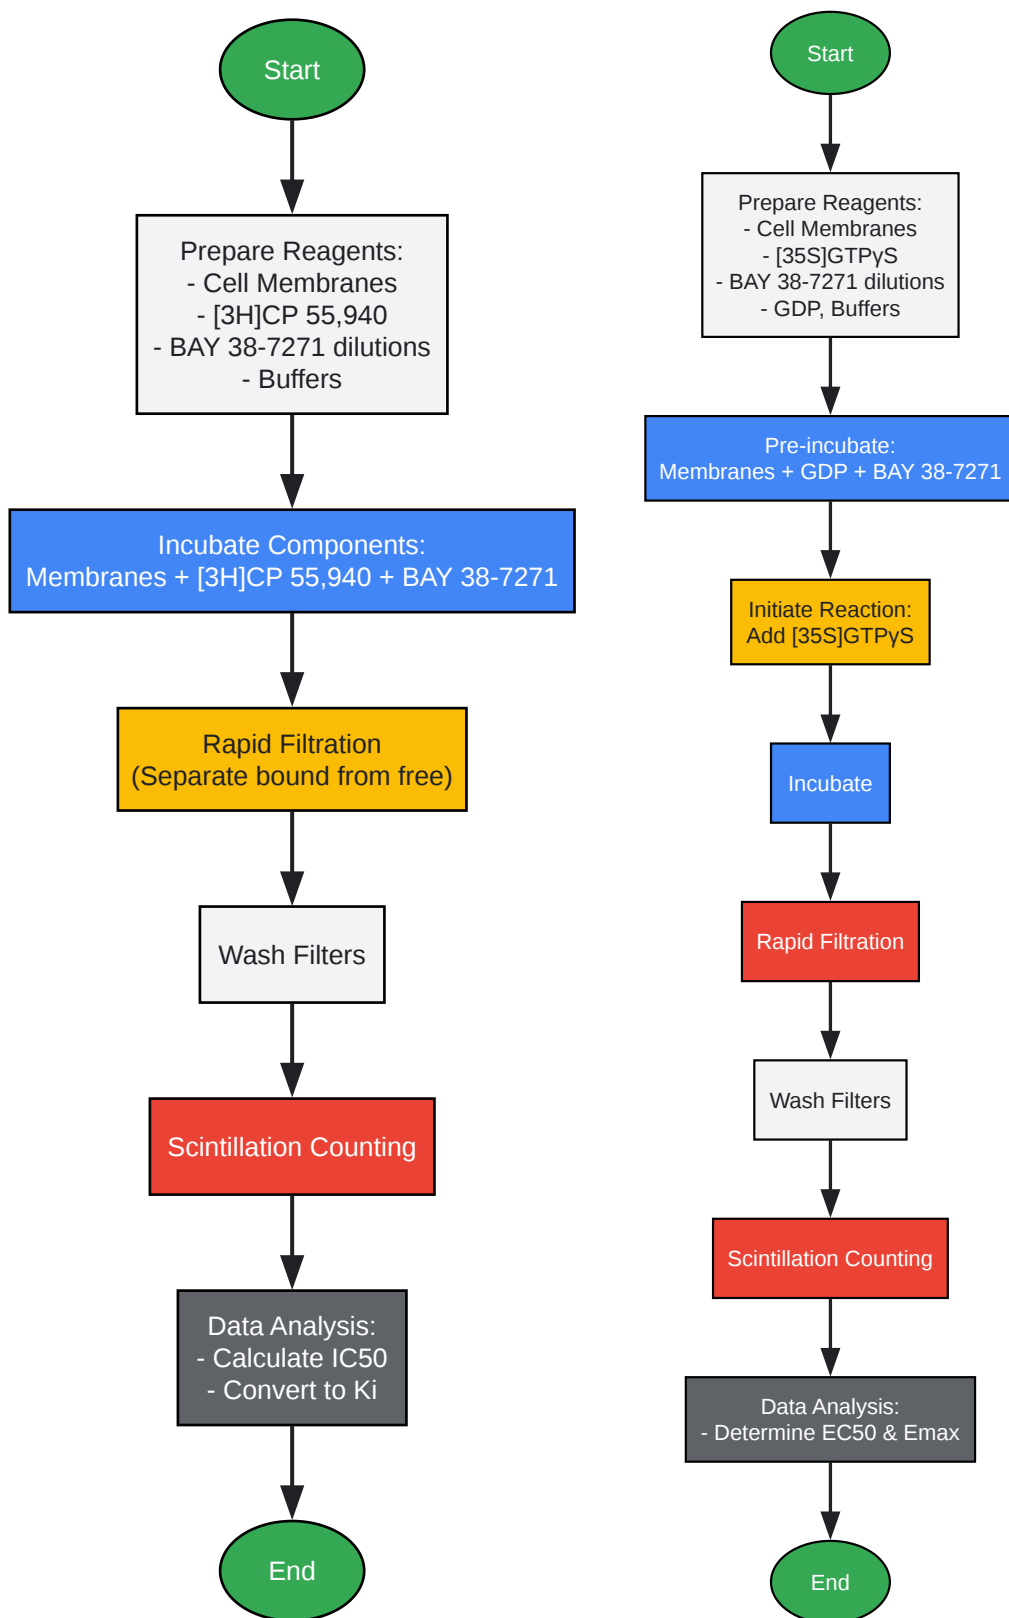 Start
Prepare Reagents:
- Cell Membranes
- [3H]CP 55,940
- BAY 38-7271 dilutions
- Buffers
Incubate Components:
Membranes + [3H]CP 55,940 + BAY 38-7271
Rapid Filtration
(Separate bound from free)
Wash Filters
Scintillation Counting
Data Analysis:
- Calculate IC50
- Convert to Ki
End
Start
Prepare Reagents:
- Cell Membranes
- [35S]GTPγS
- BAY 38-7271 dilutions
- GDP, Buffers
Pre-incubate:
Membranes + GDP + BAY 38-7271
Initiate Reaction:
Add [35S]GTPγS
Incubate
Rapid Filtration
Wash Filters
Scintillation Counting
Data Analysis:
- Determine EC50 & Emax
End